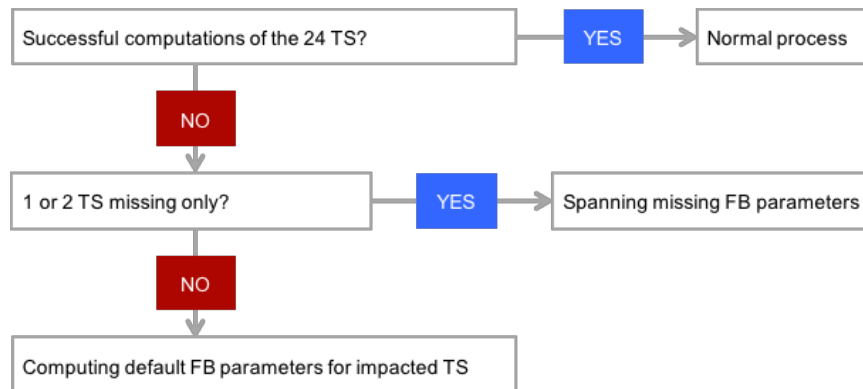 Successful computations of the 24 TS?
YES
Normal process
NO
1 or 2 TS missing only?
YES
Spanning missing FB parameters
NO
Computing default FB parameters for impacted TS